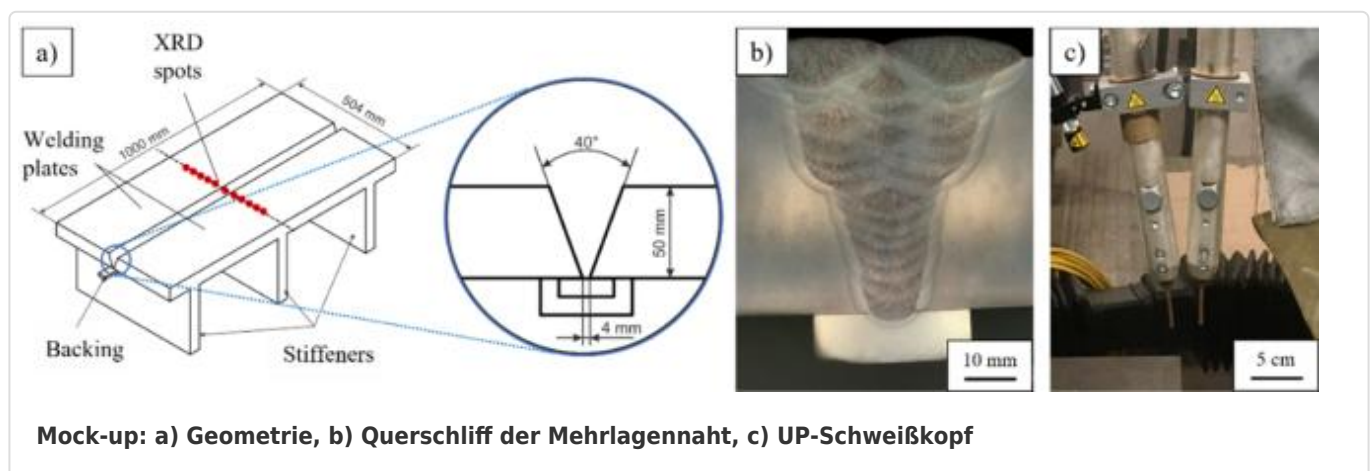 a)
XRD
spots
504 mm
1000 mm
Welding
plates
40°
50 mm
4 mm
Backing
Stiffeners
b)
10 mm
c)
5 cm
Mock-up: a) Geometrie, b) Querschliff der Mehrlagennaht, c) UP-Schweißkopf